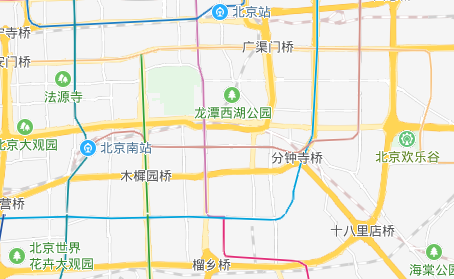 北京站
宁寺桥
广渠门桥
安门桥
法源寺
龙潭西湖公园
北京大观园
北京南站
分钟寺桥
北京欢乐谷
木樨园桥
营桥
十八里店桥
北京世界
花卉大观园
榴乡桥
海棠公